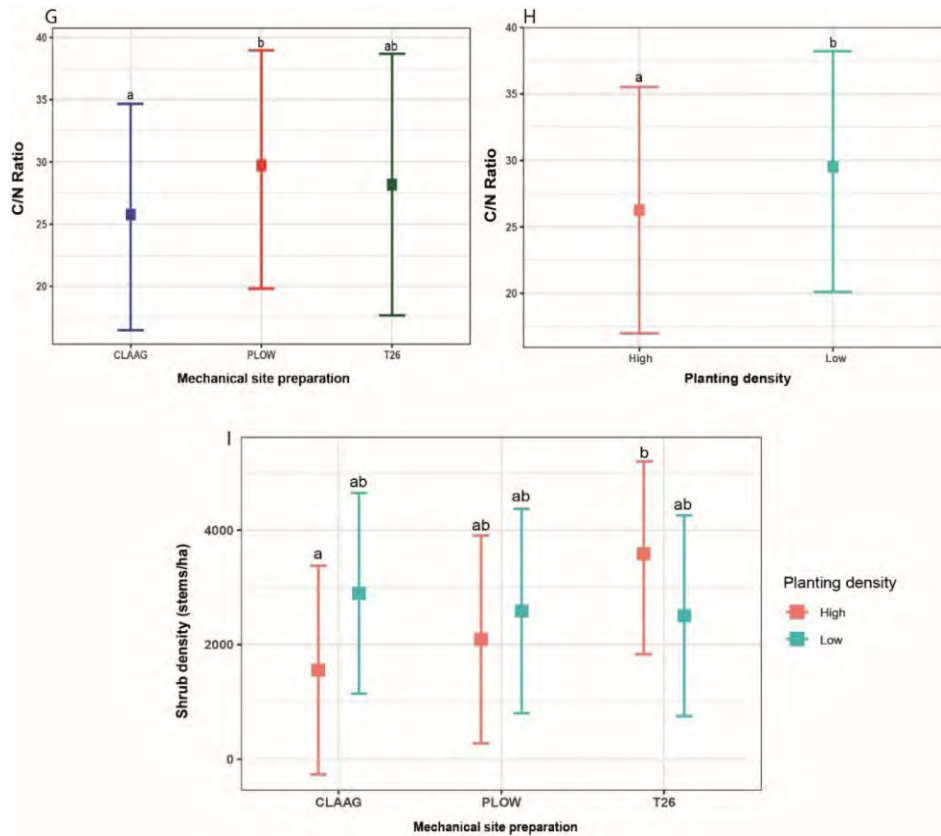 G
40
35
30
25
20
C/N Ratio
a
b
ab
CLAAG
PLOW
T26
Mechanical site preparation
H
40
35
30
25
20
C/N Ratio
a
b
High
Low
Planting density
I
4000
2000
0
Shrub density (stems/ha)
a
ab
ab
ab
b
ab
CLAAG
PLOW
T26
Mechanical site preparation
Planting density
High
Low